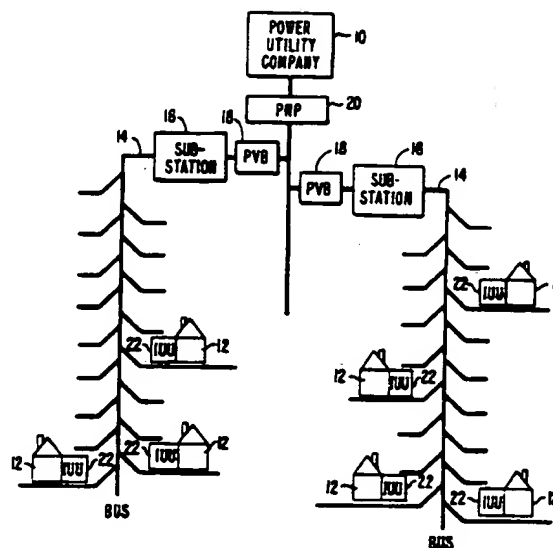 POWER
UTILITY
COMPANY
10
PNP
20
14
16
SUB-
STATION
18
PVB
18
PVB
16
SUB-
STATION
14
22
IUU
22
IUU
12
12
IUU
22
12
IUU
22
22
IUU
12
12
IUU
22
22
IUU
BUS
BUS